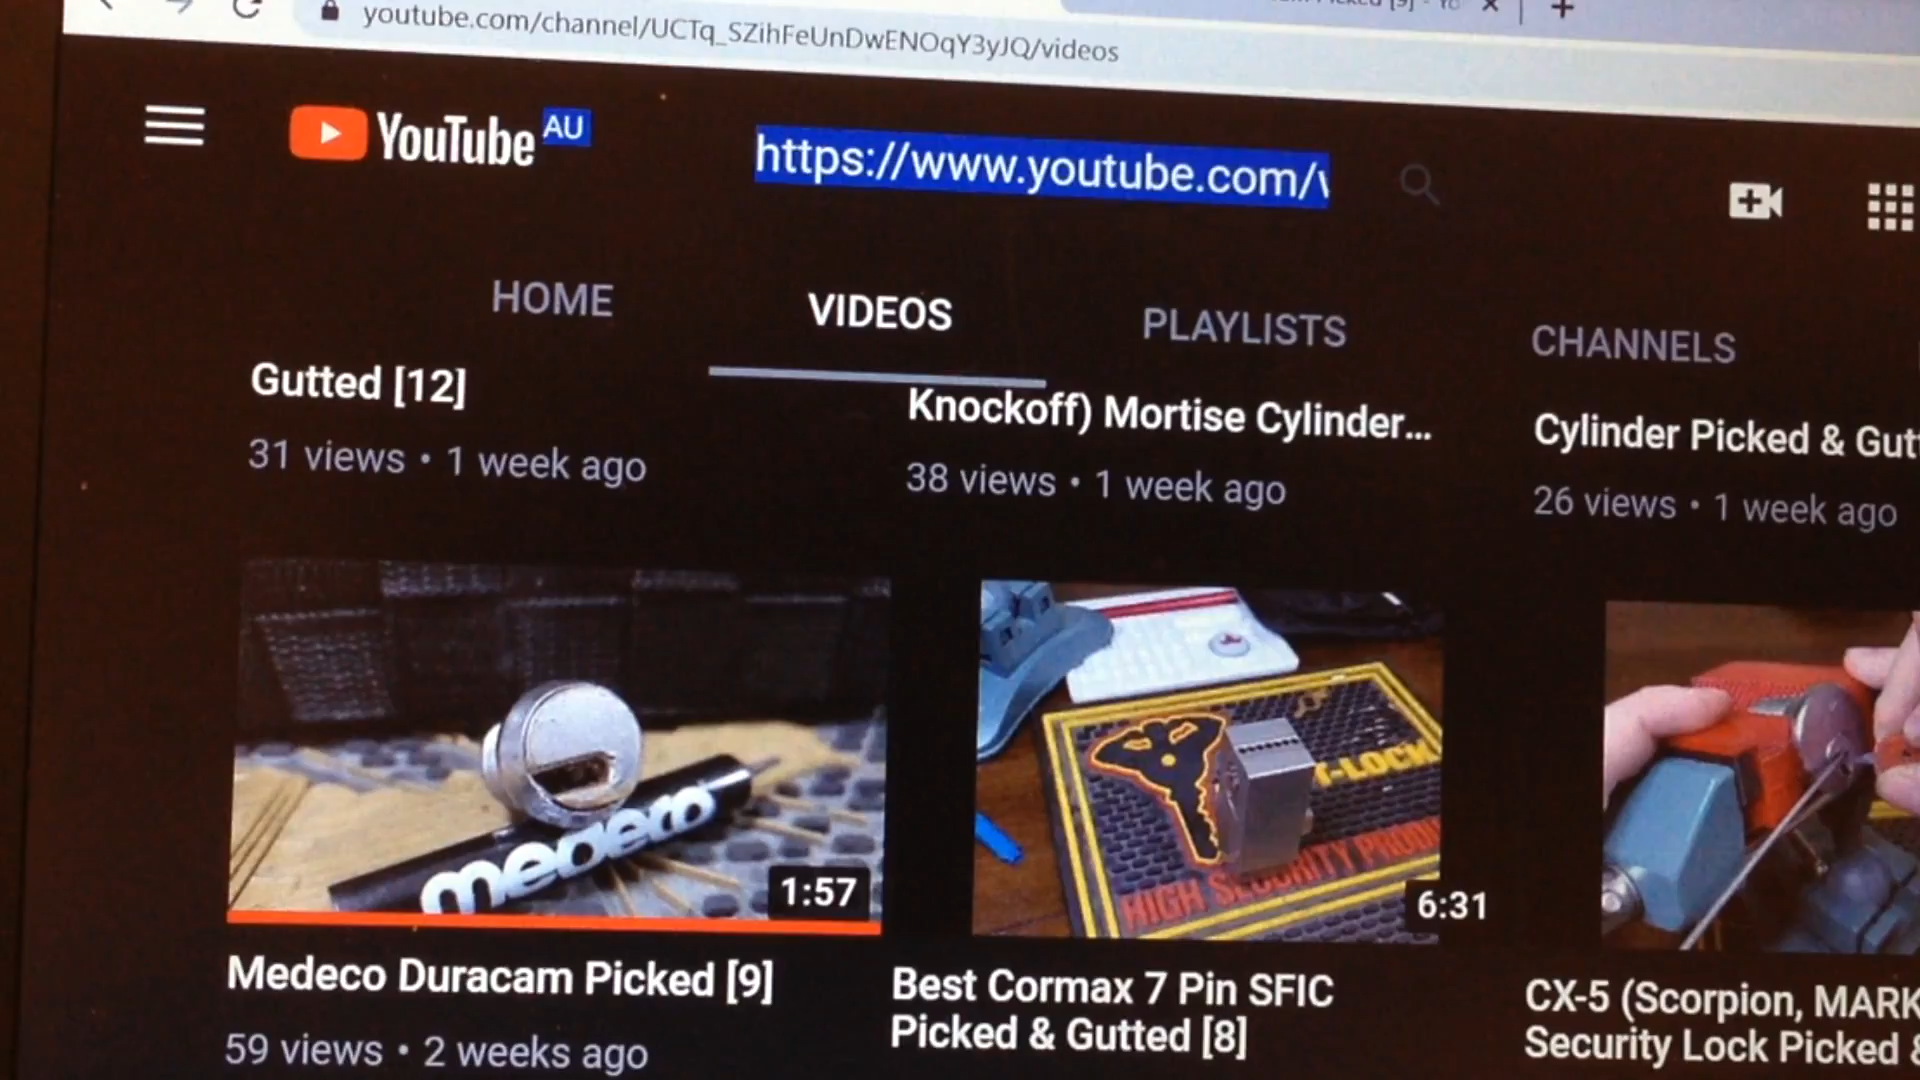 youtube.com/channel/UCTq_SZihFeUnDwENOqY3yJQ/videos
YouTube AU
https://www.youtube.com/
HOME VIDEOS PLAYLISTS CHANNELS
Gutted [12]
31 views • 1 week ago
Knockoff) Mortise Cylinder...
38 views • 1 week ago
Cylinder Picked & Gut
26 views • 1 week ago
medeco
1:57
T-LOCK
HIGH SECURITY PRODU
6:31
Medeco Duracam Picked [9]
59 views • 2 weeks ago
Best Cormax 7 Pin SFIC
Picked & Gutted [8]
CX-5 (Scorpion, MARK
Security Lock Picked &